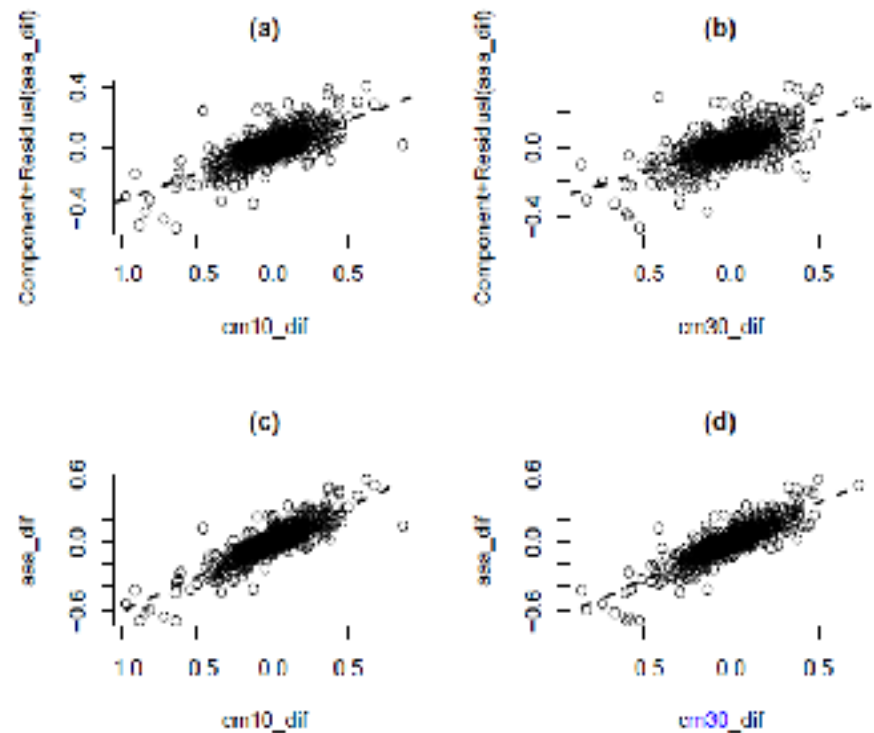 (a)
Component+Residual(asa_dif)
0.4
0.0
−0.4
1.0 0.5 0.0 0.5
cm10_dif
(b)
Component+Residual(asa_dif)
0.0
−0.4
0.5 0.0 0.5
cm30_dif
(c)
asa_dif
0.6
0.0
−0.6
1.0 0.5 0.0 0.5
cm10_dif
(d)
asa_dif
0.6
0.0
−0.6
0.5 0.0 0.5
cm30_dif